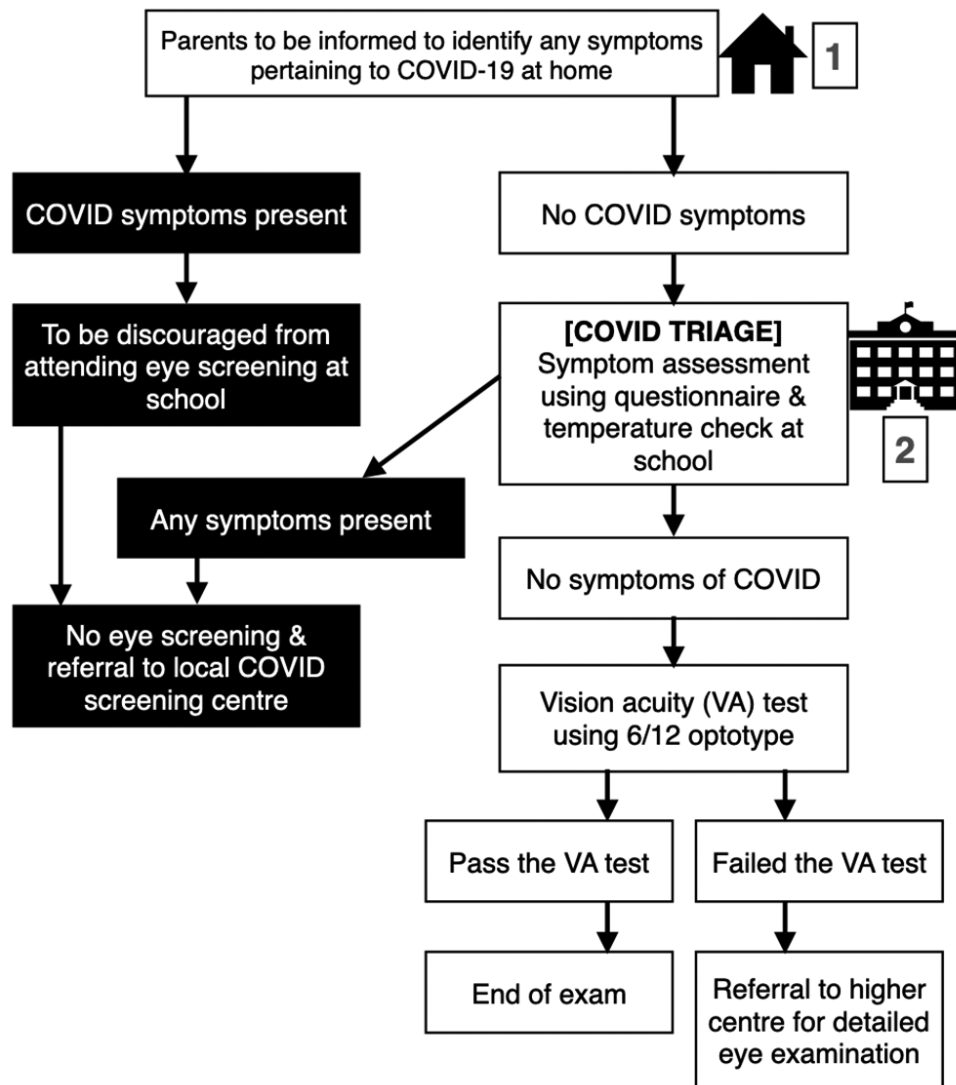 Parents to be informed to identify any symptoms
pertaining to COVID-19 at home
1
COVID symptoms present
No COVID symptoms
To be discouraged from
attending eye screening at
school
[COVID TRIAGE]
Symptom assessment
using questionnaire &
temperature check at
school
2
Any symptoms present
No symptoms of COVID
No eye screening &
referral to local COVID
screening centre
Vision acuity (VA) test
using 6/12 optotype
Pass the VA test
Failed the VA test
End of exam
Referral to higher
centre for detailed
eye examination